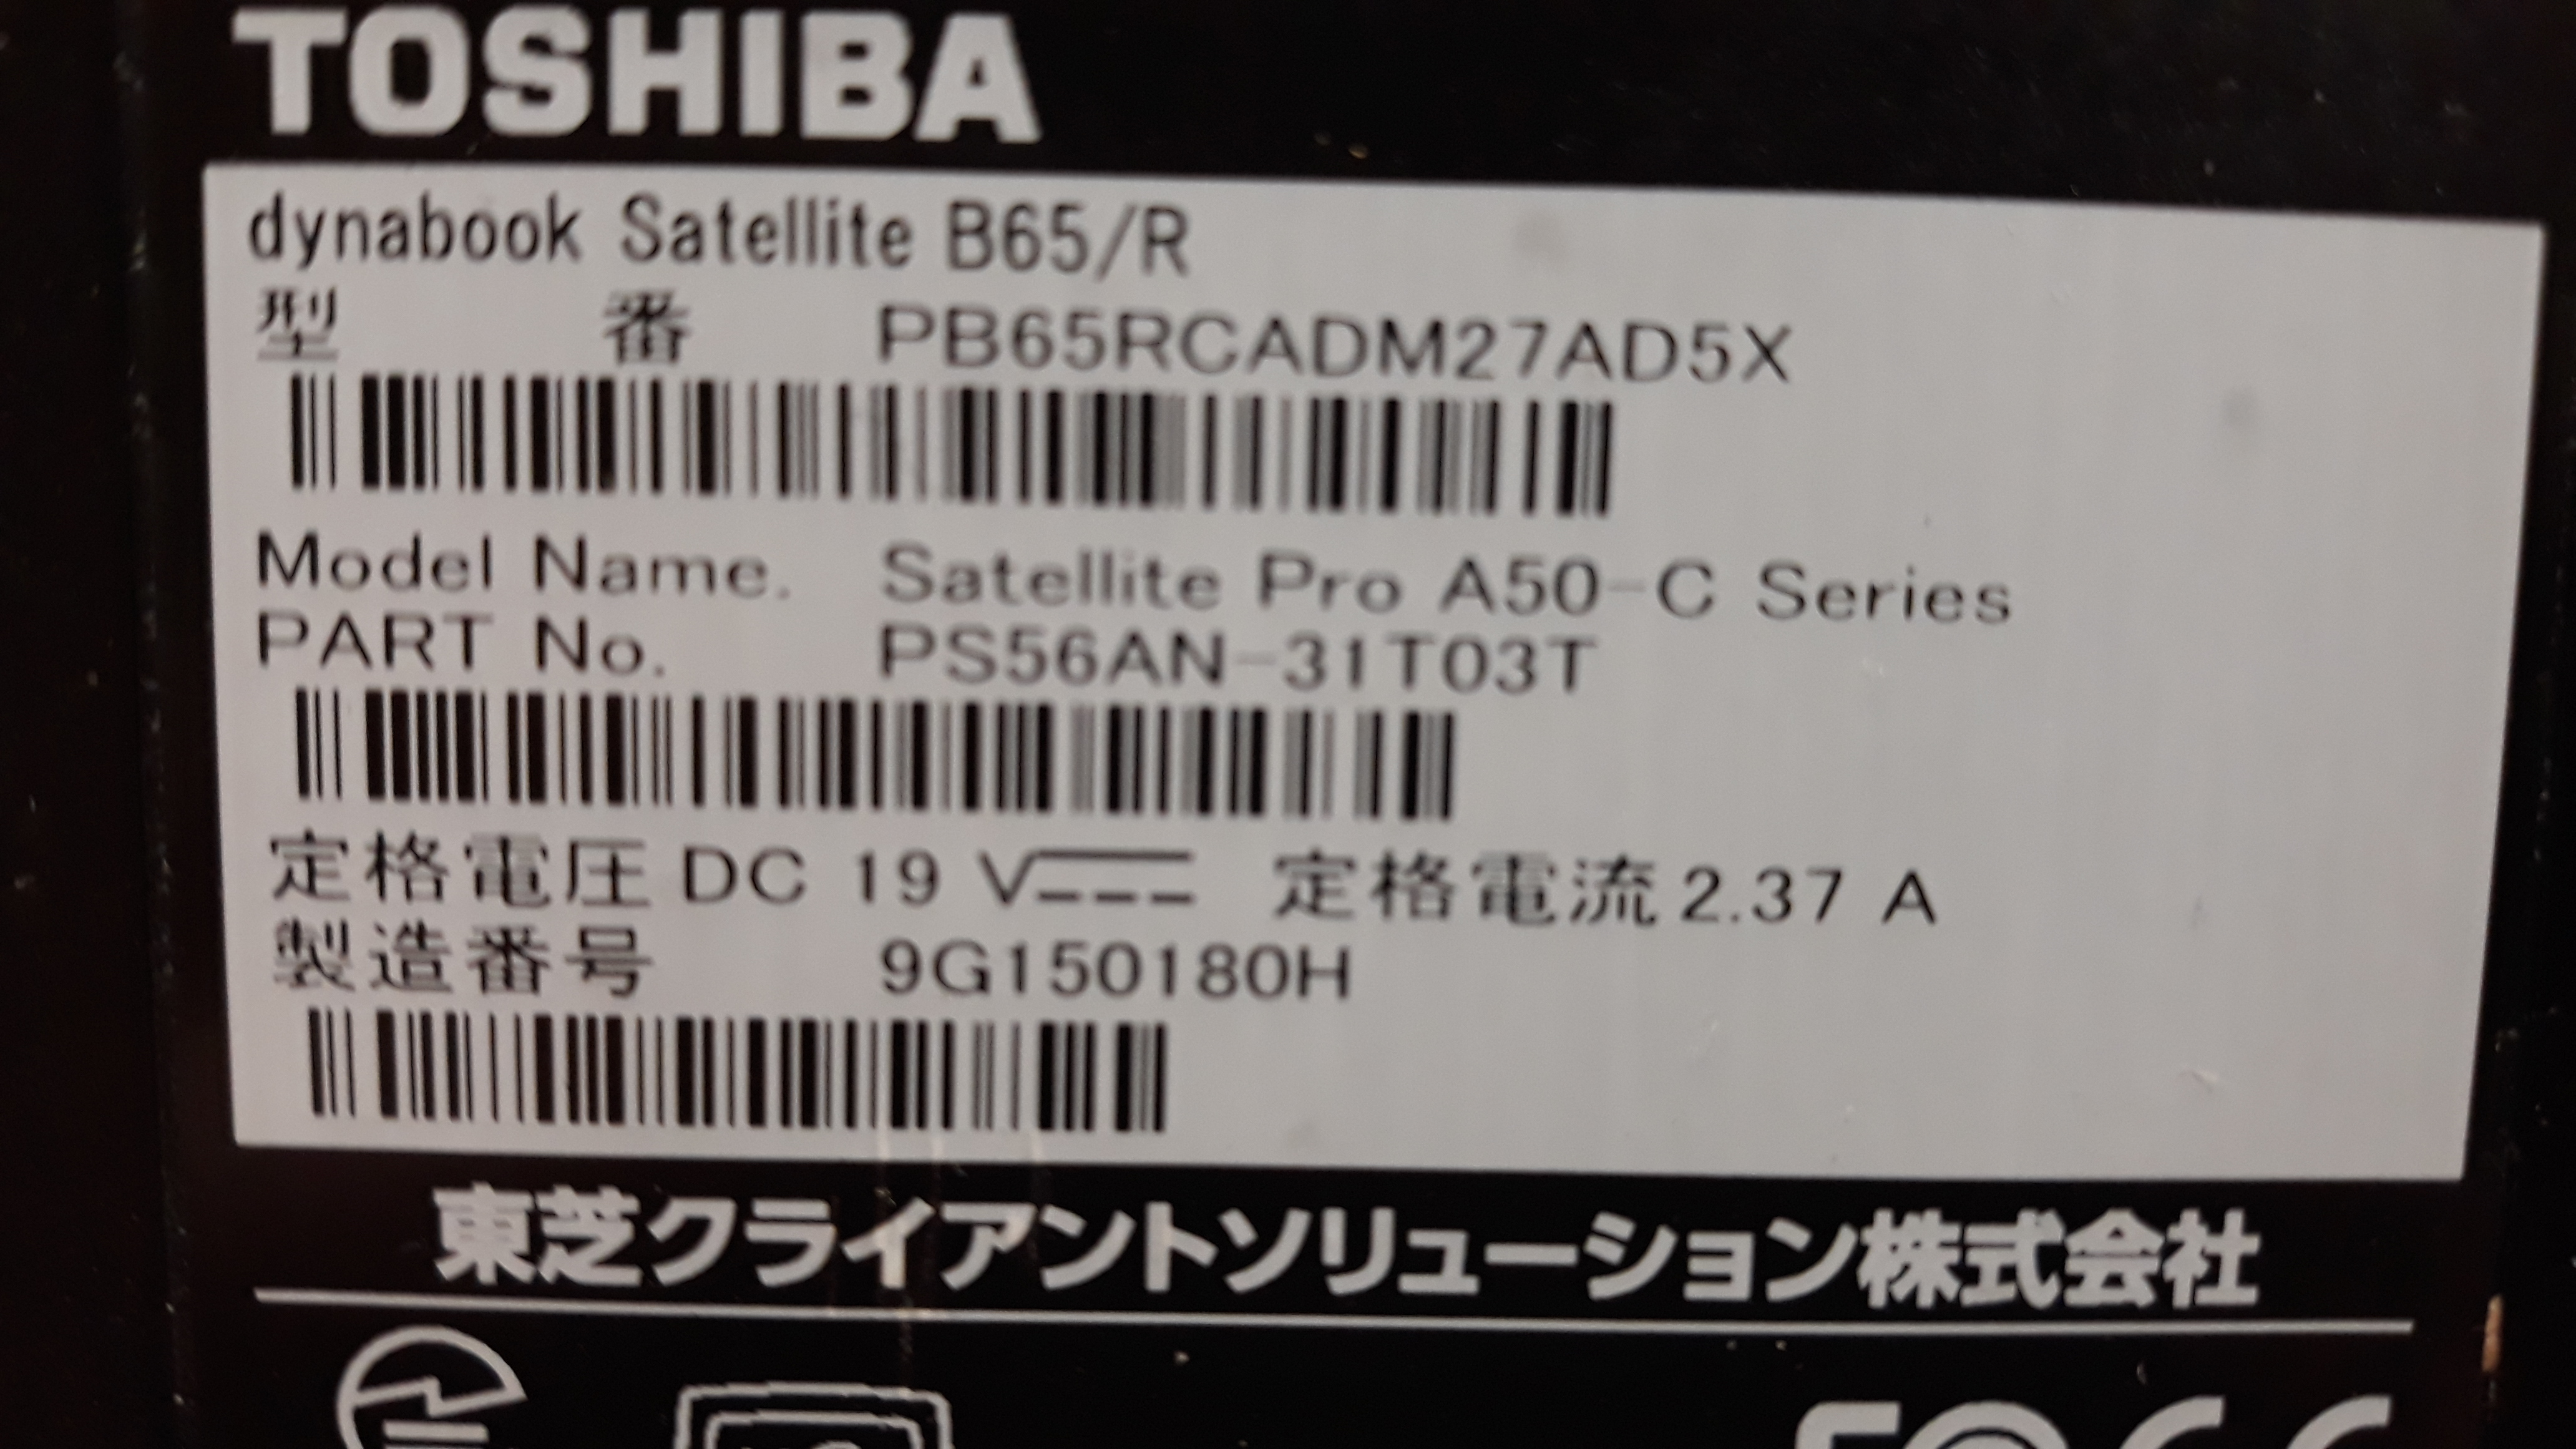 TOSHIBA
dynabook Satellite B65/R
型 番 PB65RCADM27AD5X
Model Name. Satellite Pro A50-C Series
PART No. PS56AN-31T03T
定格電圧 DC 19 V 定格電流 2.37 A
製造番号 9G150180H
東芝クライアントソリューション株式会社